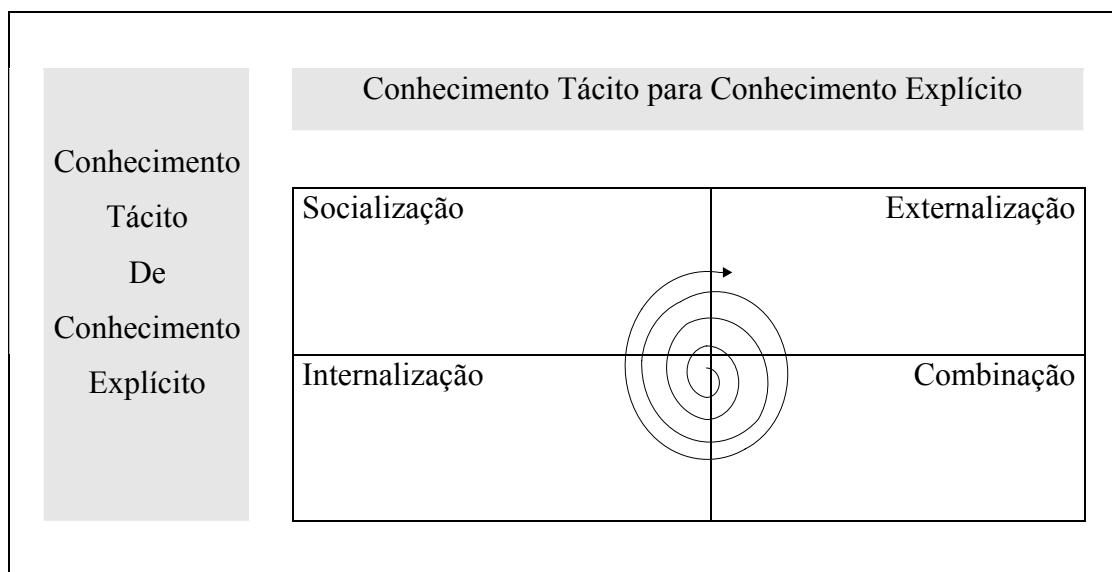 Conhecimento Tácito para Conhecimento Explícito
Conhecimento
Tácito
De
Conhecimento
Explícito
Socialização
Externalização
Internalização
Combinação